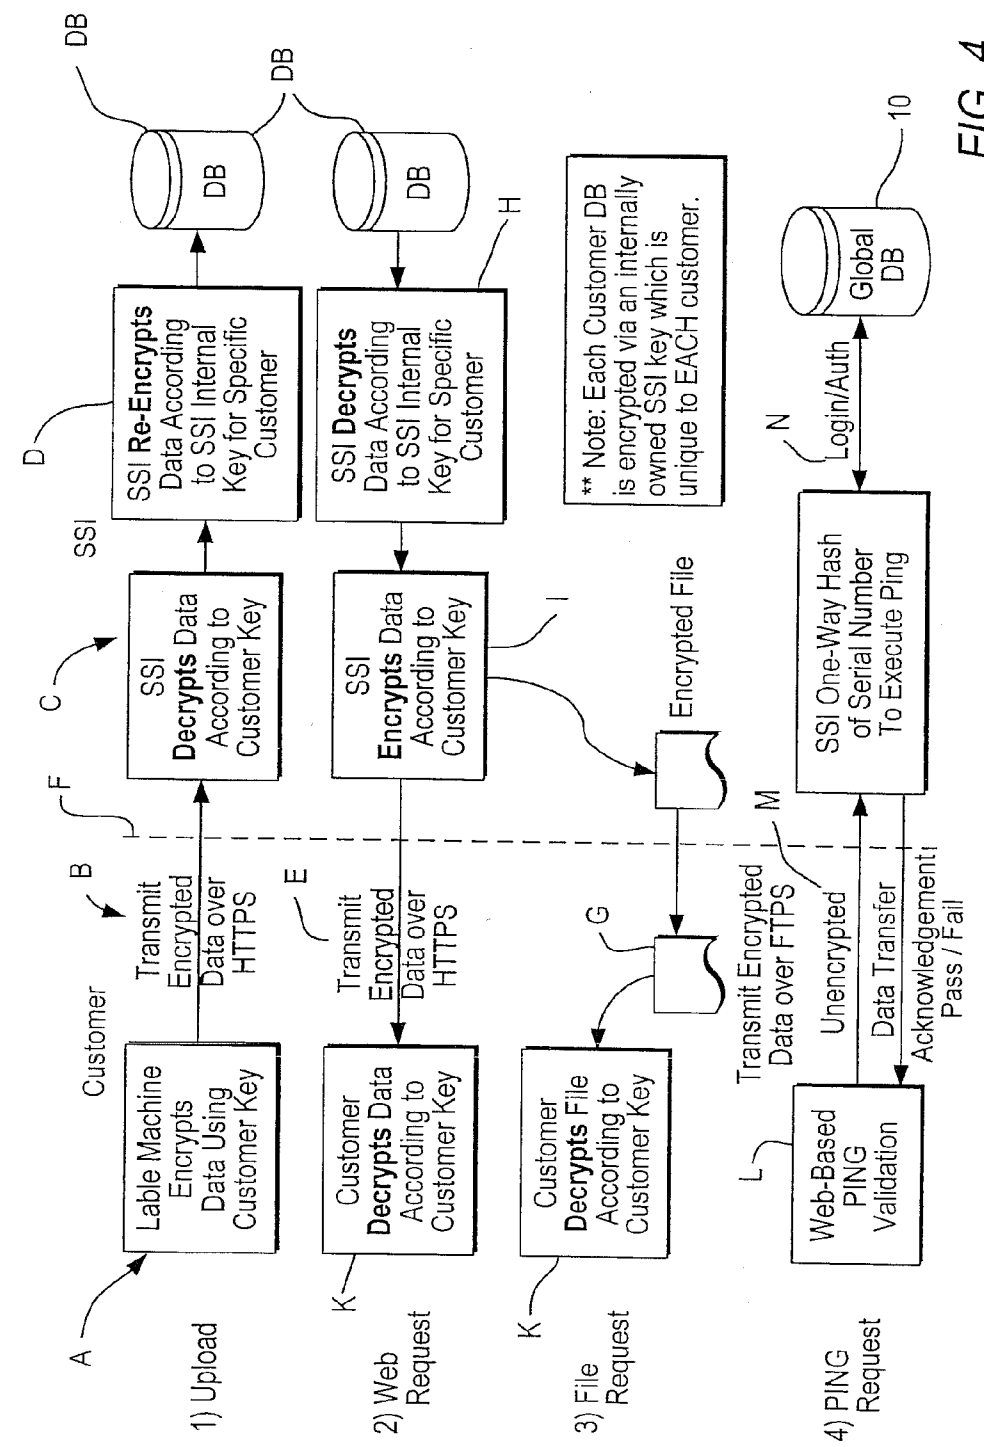 Customer
SSI
1) Upload
A
Lable Machine
Encrypts
Data Using
Customer Key
B
Transmit
Encrypted
Data over
HTTPS
F
C
SSI
Decrypts Data
According to
Customer Key
D
SSI Re-Encrypts
Data According
to SSI Internal
Key for Specific
Customer
DB
DB
DB
2) Web
Request
K
Customer
Decrypts Data
According to
Customer Key
E
Transmit
Encrypted
Data over
HTTPS
SSI
Encrypts Data
According to
Customer Key
I
SSI Decrypts
Data According
to SSI Internal
Key for Specific
Customer
H
DB
3) File
Request
K
Customer
Decrypts File
According to
Customer Key
G
Encrypted File
** Note: Each Customer DB
is encrypted via an internally
owned SSI key which is
unique to EACH customer.
Transmit Encrypted
Data over FTPS
4) PING
Request
L
Web-Based
PING
Validation
Unencrypted
M
Data Transfer
Acknowledgement
Pass / Fail
SSI One-Way Hash
of Serial Number
To Execute Ping
N
Login/Auth
Global
DB
10
FIG. 4